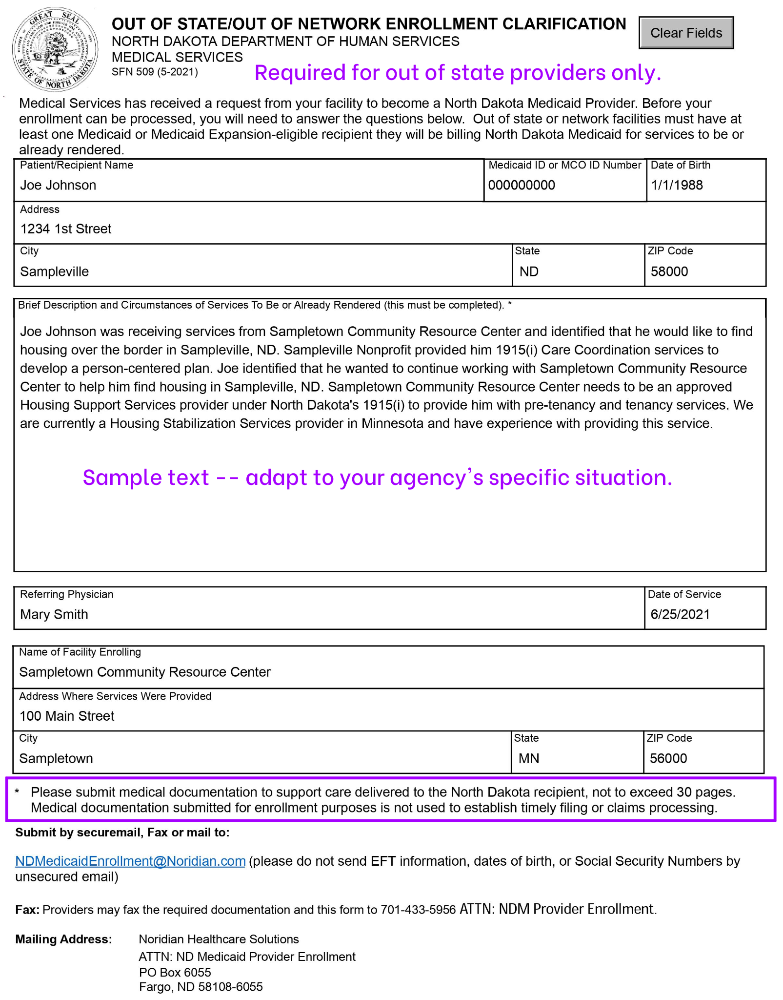 GREAT SEAL
STATE OF NORTH DAKOTA
OUT OF STATE/OUT OF NETWORK ENROLLMENT CLARIFICATION
Clear Fields
NORTH DAKOTA DEPARTMENT OF HUMAN SERVICES
MEDICAL SERVICES
SFN 509 (5-2021)
Required for out of state providers only.
Medical Services has received a request from your facility to become a North Dakota Medicaid Provider. Before your
enrollment can be processed, you will need to answer the questions below.  Out of state or network facilities must have at
least one Medicaid or Medicaid Expansion-eligible recipient they will be billing North Dakota Medicaid for services to be or
already rendered.
Patient/Recipient Name
Joe Johnson
Medicaid ID or MCO ID Number
000000000
Date of Birth
1/1/1988
Address
1234 1st Street
City
Sampleville
State
ND
ZIP Code
58000
Brief Description and Circumstances of Services To Be or Already Rendered (this must be completed). *
Joe Johnson was receiving services from Sampletown Community Resource Center and identified that he would like to find
housing over the border in Sampleville, ND. Sampleville Nonprofit provided him 1915(i) Care Coordination services to
develop a person-centered plan. Joe identified that he wanted to continue working with Sampletown Community Resource
Center to help him find housing in Sampleville, ND. Sampletown Community Resource Center needs to be an approved
Housing Support Services provider under North Dakota's 1915(i) to provide him with pre-tenancy and tenancy services. We
are currently a Housing Stabilization Services provider in Minnesota and have experience with providing this service.
Sample text -- adapt to your agency's specific situation.
Referring Physician
Mary Smith
Date of Service
6/25/2021
Name of Facility Enrolling
Sampletown Community Resource Center
Address Where Services Were Provided
100 Main Street
City
Sampletown
State
MN
ZIP Code
56000
* Please submit medical documentation to support care delivered to the North Dakota recipient, not to exceed 30 pages.
Medical documentation submitted for enrollment purposes is not used to establish timely filing or claims processing.
Submit by securemail, Fax or mail to:
NDMedicaidEnrollment@Noridian.com (please do not send EFT information, dates of birth, or Social Security Numbers by
unsecured email)
Fax: Providers may fax the required documentation and this form to 701-433-5956 ATTN: NDM Provider Enrollment.
Mailing Address: Noridian Healthcare Solutions
ATTN: ND Medicaid Provider Enrollment
PO Box 6055
Fargo, ND 58108-6055